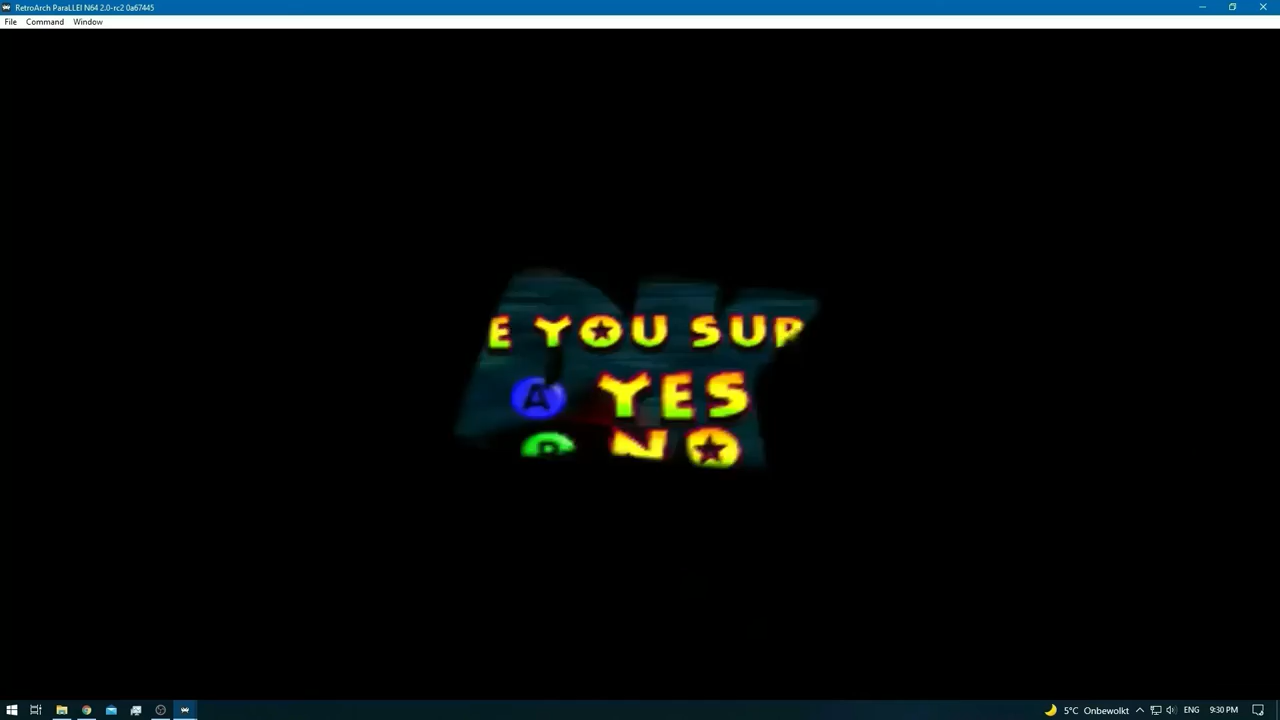 RetroArch ParaLLEl N64 2.0-rc2 0a67445
File Command Window
E YOU SUR
A YES
B NO
5°C Onbewolkt ENG 9:30 PM